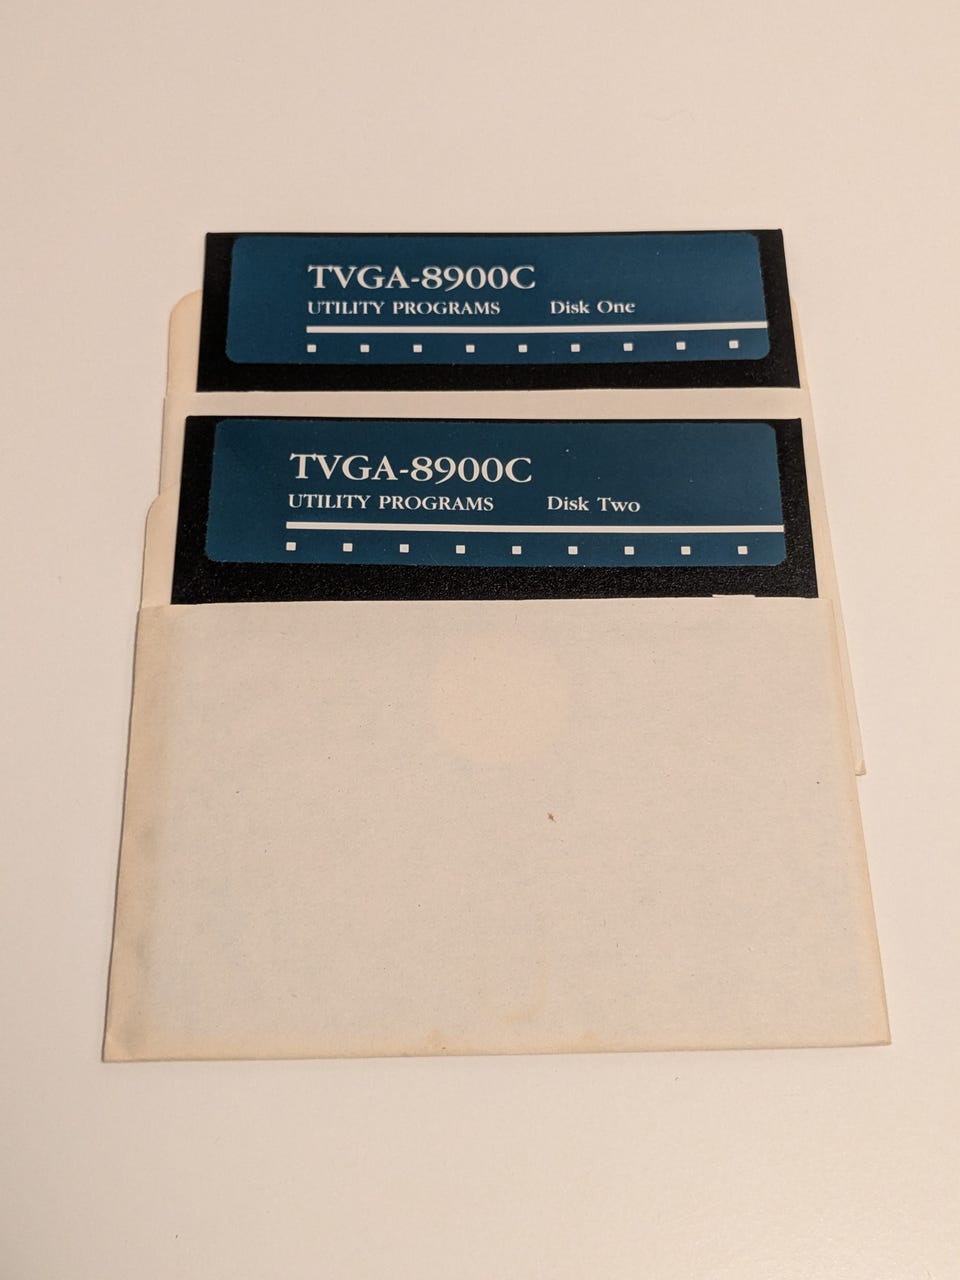 TVGA-8900C
UTILITY PROGRAMS Disk One
TVGA-8900C
UTILITY PROGRAMS Disk Two